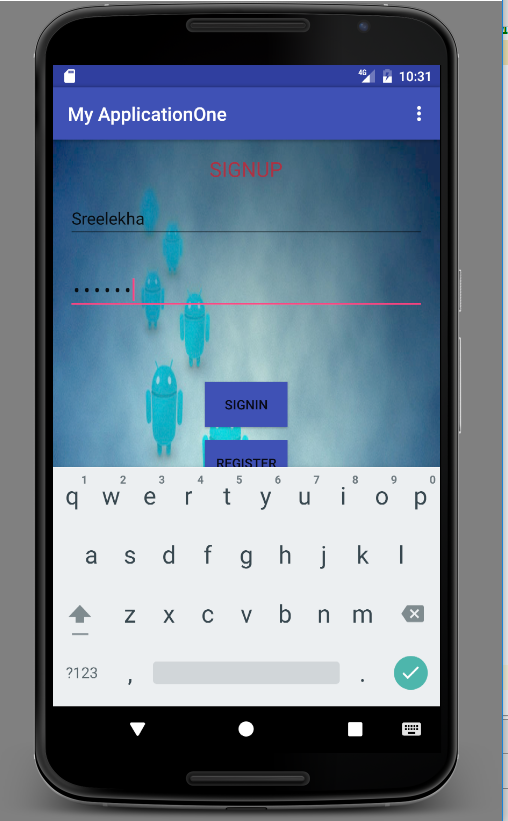 4G 10:31
My ApplicationOne
SIGNUP
Sreelekha
••••••
SIGNIN
REGISTER
1 2 3 4 5 6 7 8 9 0
q w e r t y u i o p
a s d f g h j k l
z x c v b n m
?123 , .